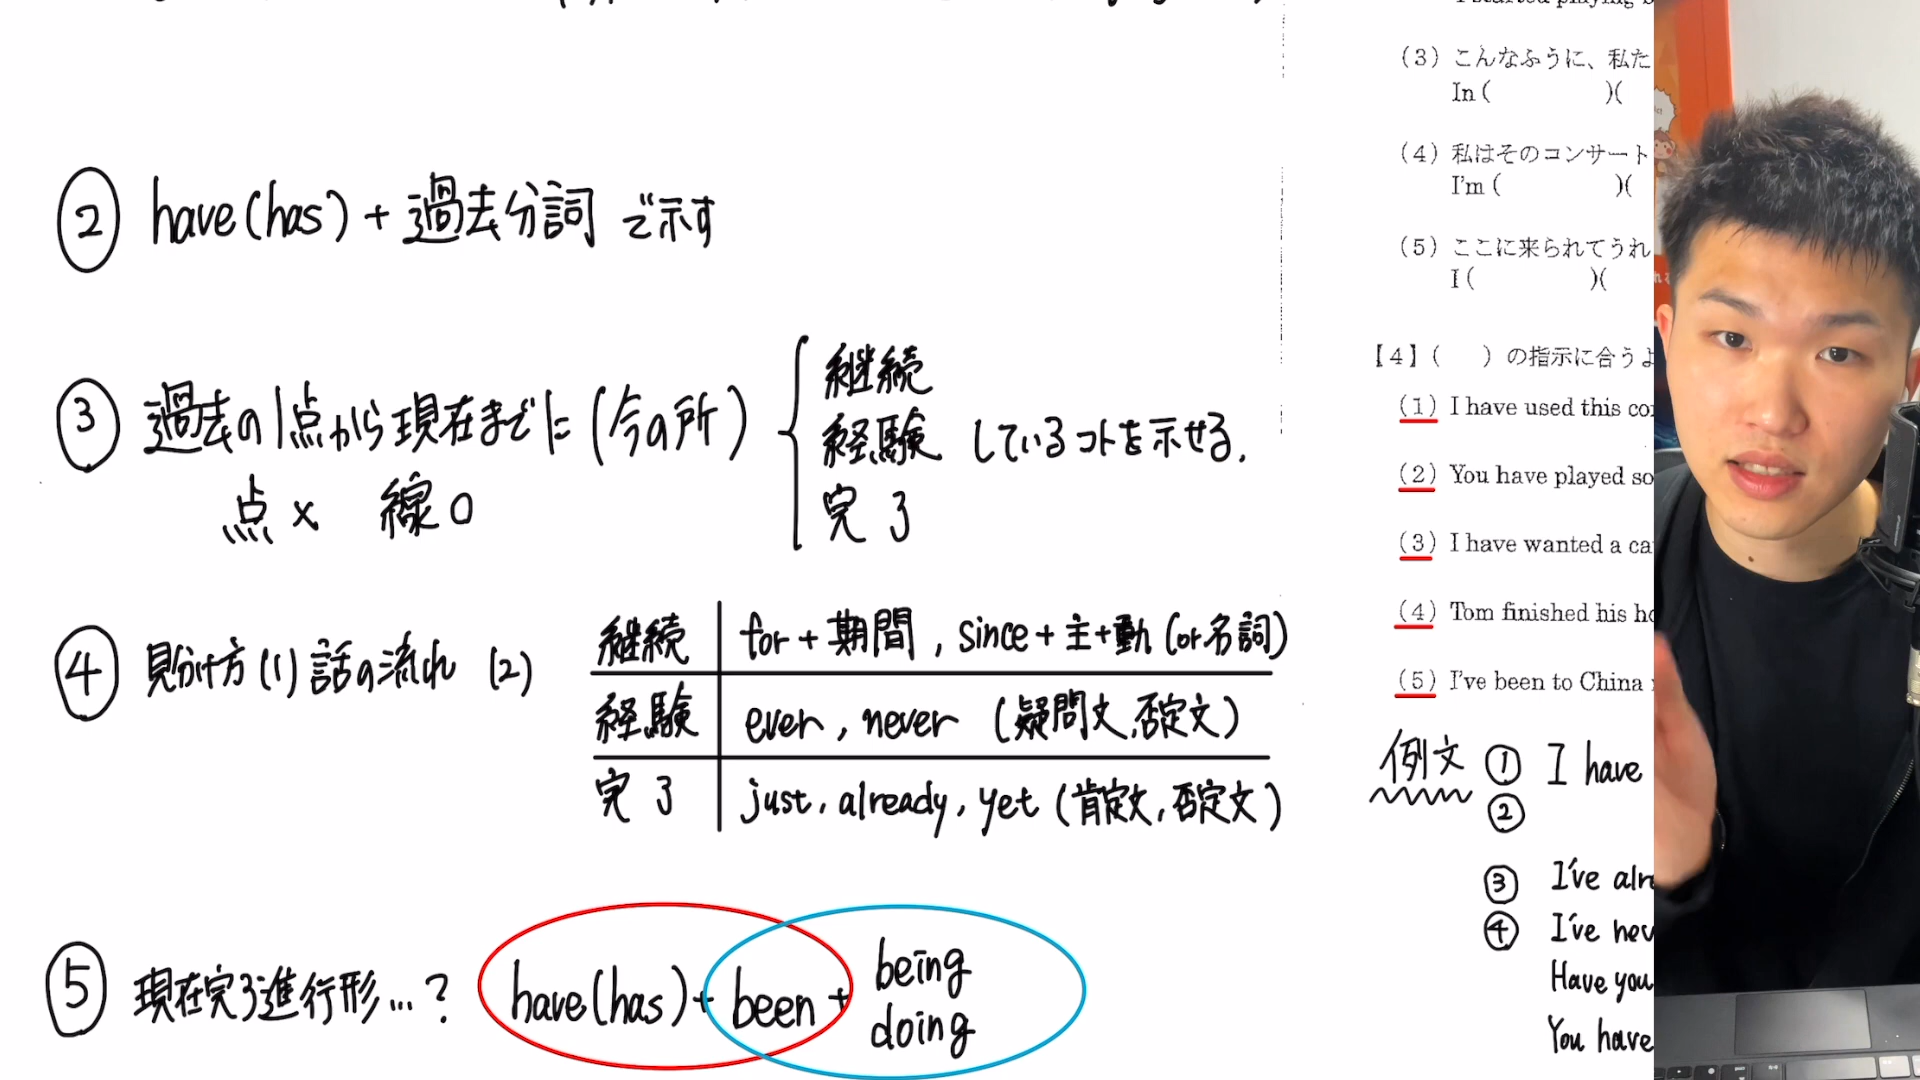 ② have(has) + 過去分詞 で示す
③ 過去の1点から現在までに(今の所)
点× 線○
継続
経験 しているコトを示せる.
完了
④ 見分け方 (1) 話の流れ (2)
継続 for + 期間, since + 主+動 (or 名詞)
経験 ever, never (疑問文,否定文)
完了 just, already, yet (肯定文,否定文)
⑤ 現在完了進行形…? have(has) + been + being
doing
I started playing
(3) こんなふうに、私た
In ( )(
(4) 私はそのコンサート
I'm ( )(
(5) ここに来られてうれ
I ( )(
【4】( )の指示に合うよ
(1) I have used this co
(2) You have played so
(3) I have wanted a ca
(4) Tom finished his ho
(5) I've been to China
例文 ① I have
②
③ I've alr
④ I've nev
Have you
You have